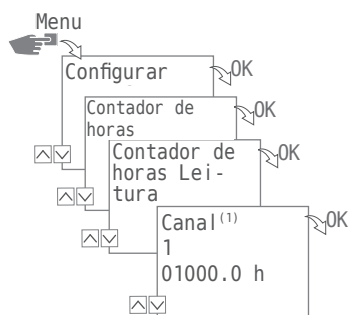 Menu
Configurar
OK
Contador de
horas
OK
Contador de
horas Lei-
tura
OK
Canal(1)
1
01000.0 h
OK